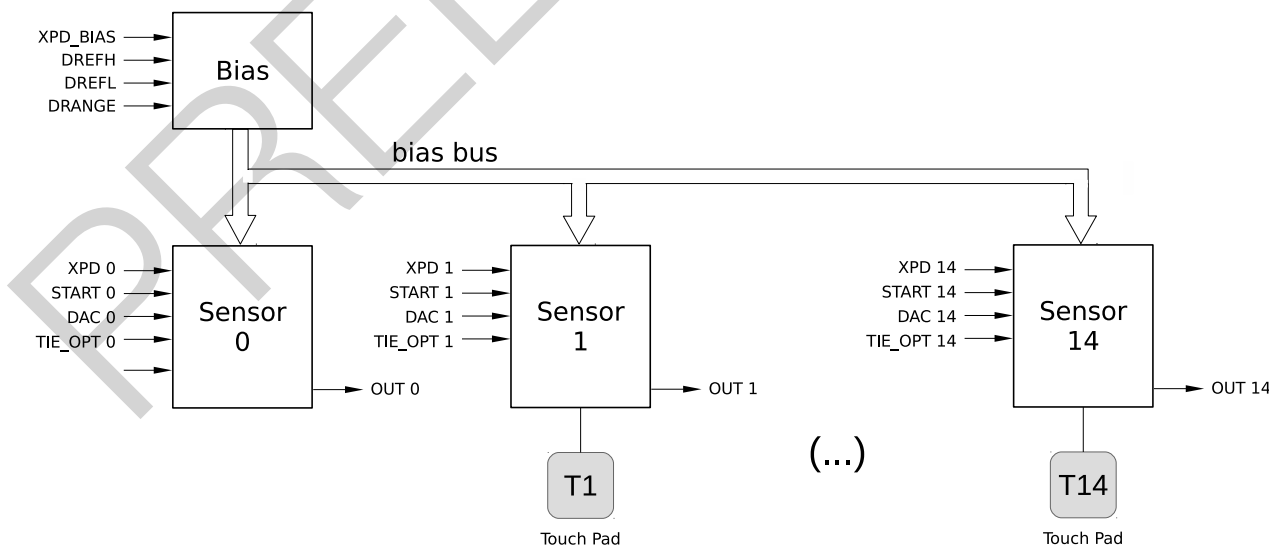 XPD_BIAS
DREFH
DREFL
DRANGE
Bias
bias bus
XPD 0
START 0
DAC 0
TIE_OPT 0
Sensor
0
OUT 0
XPD 1
START 1
DAC 1
TIE_OPT 1
Sensor
1
OUT 1
XPD 14
START 14
DAC 14
TIE_OPT 14
Sensor
14
OUT 14
T1
Touch Pad
(...)
T14
Touch Pad